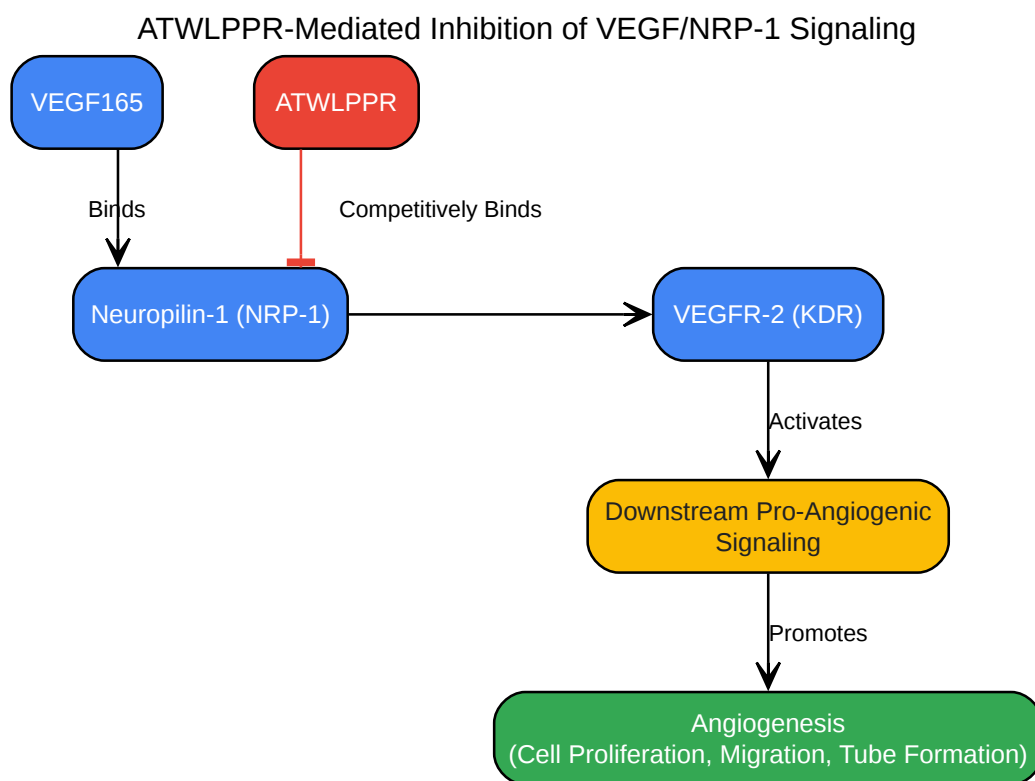 ATWLPPR-Mediated Inhibition of VEGF/NRP-1 Signaling
VEGF165
ATWLPPR
Binds
Competitively Binds
Neuropilin-1 (NRP-1)
VEGFR-2 (KDR)
Activates
Downstream Pro-Angiogenic
Signaling
Promotes
Angiogenesis
(Cell Proliferation, Migration, Tube Formation)